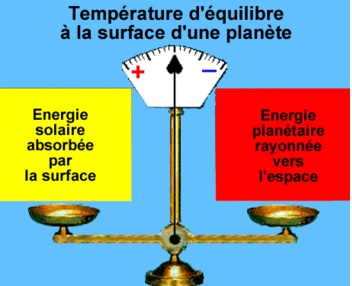 Température d'équilibre
à la surface d'une planète
+ –
Energie
solaire
absorbée
par
la surface
Energie
planétaire
rayonnée
vers
l'espace